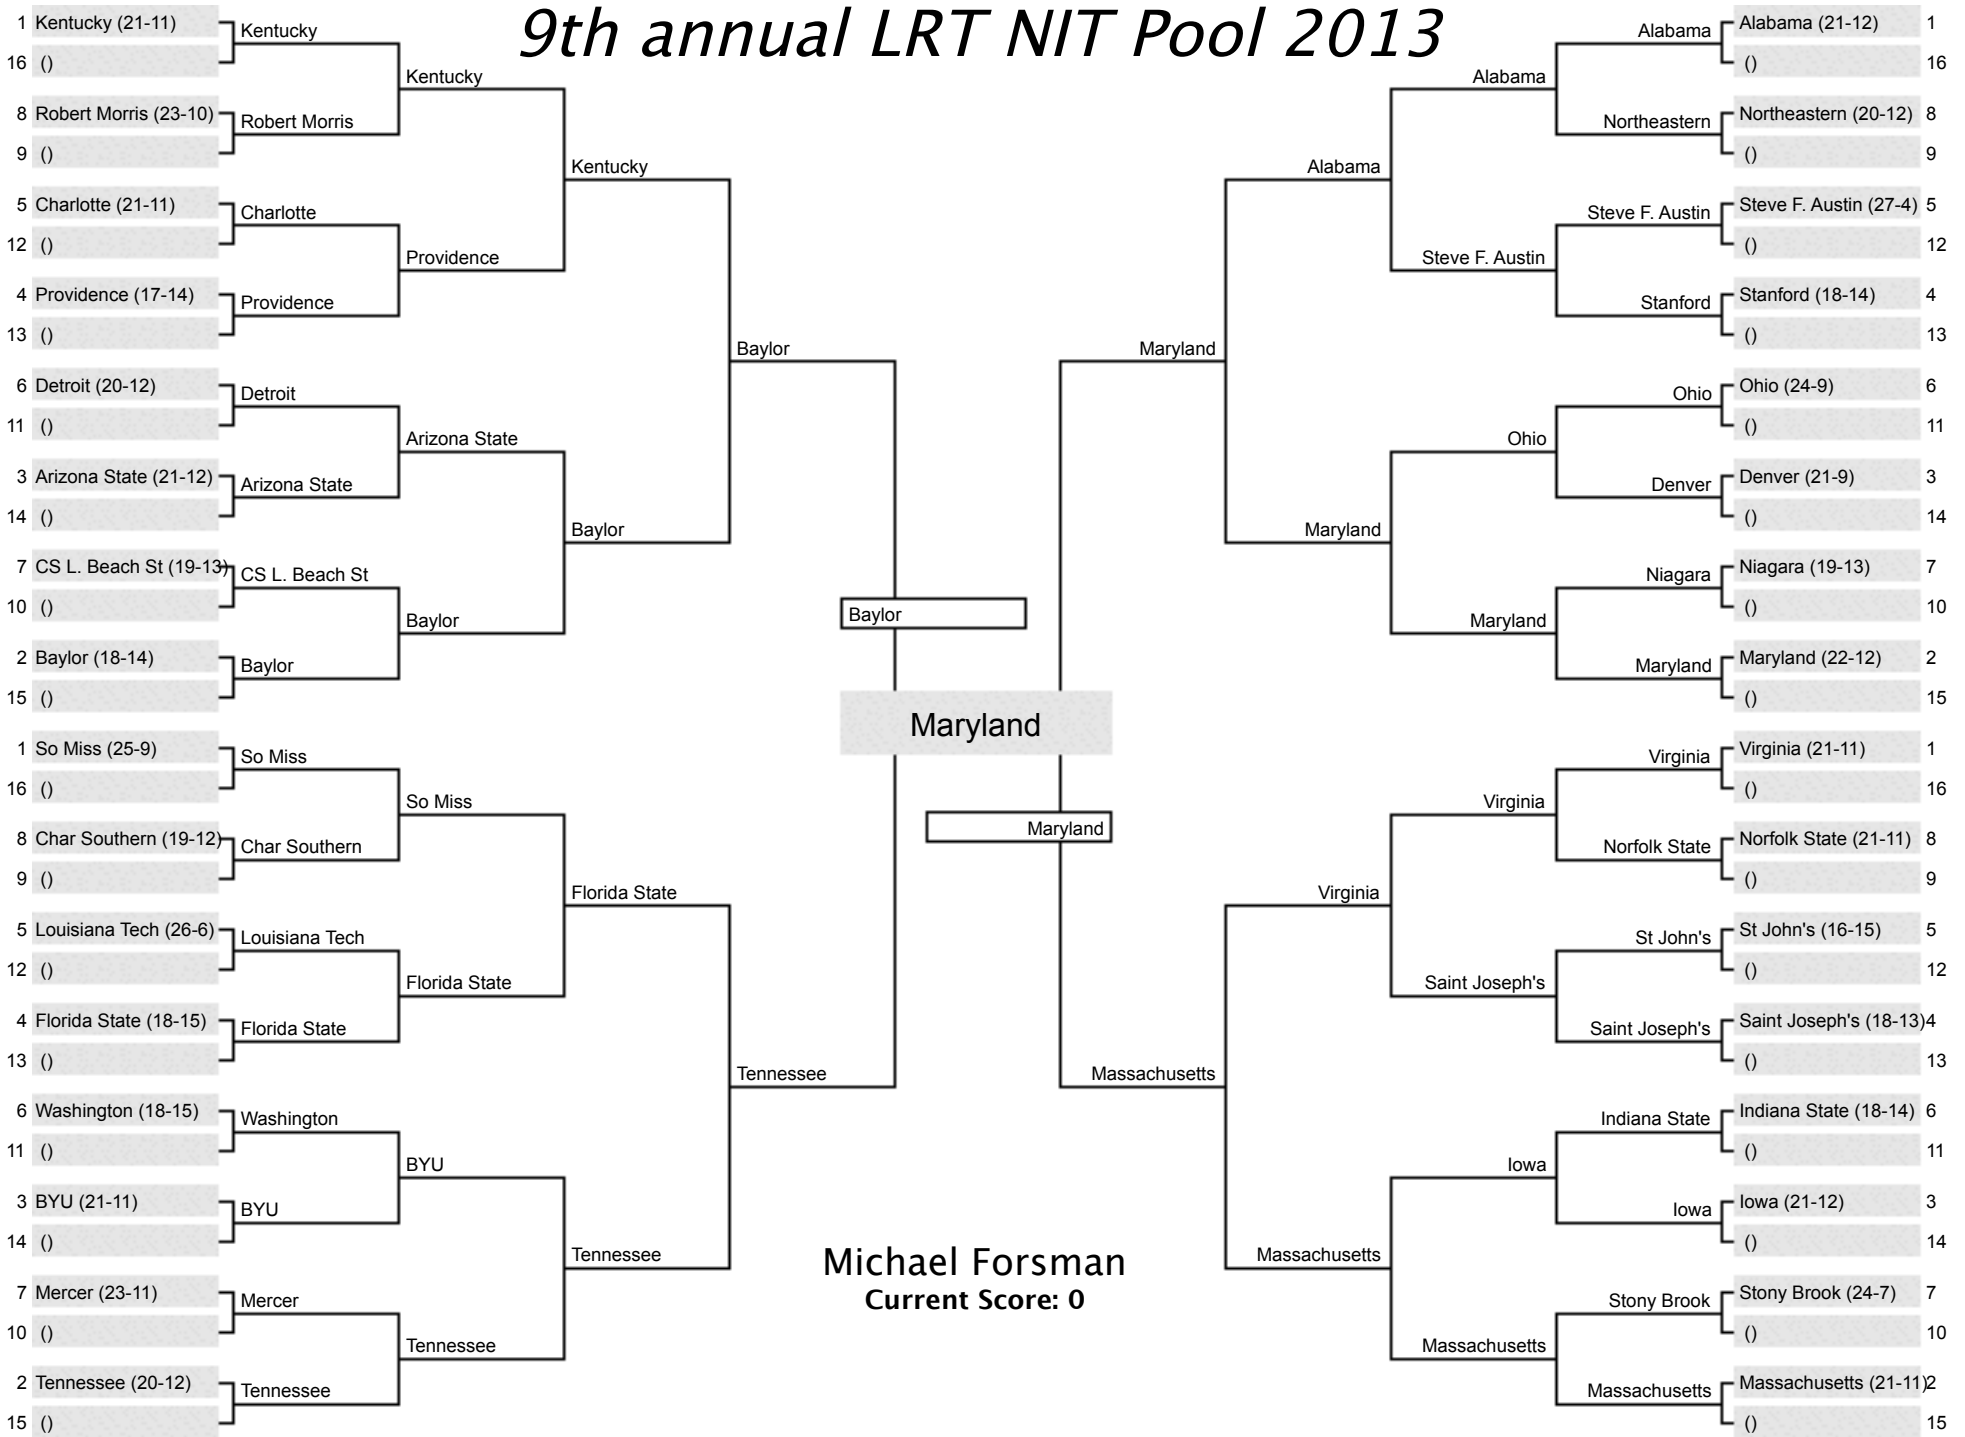 9th annual LRT NIT Pool 2013
1 Kentucky (21-11)
16 ()
8 Robert Morris (23-10)
9 ()
5 Charlotte (21-11)
12 ()
4 Providence (17-14)
13 ()
6 Detroit (20-12)
11 ()
3 Arizona State (21-12)
14 ()
7 CS L. Beach St (19-13)
10 ()
2 Baylor (18-14)
15 ()
1 So Miss (25-9)
16 ()
8 Char Southern (19-12)
9 ()
5 Louisiana Tech (26-6)
12 ()
4 Florida State (18-15)
13 ()
6 Washington (18-15)
11 ()
3 BYU (21-11)
14 ()
7 Mercer (23-11)
10 ()
2 Tennessee (20-12)
15 ()
Kentucky
Robert Morris
Charlotte
Providence
Detroit
Arizona State
CS L. Beach St
Baylor
So Miss
Char Southern
Louisiana Tech
Florida State
Washington
BYU
Mercer
Tennessee
Kentucky
Providence
Arizona State
Baylor
So Miss
Florida State
BYU
Tennessee
Kentucky
Baylor
Florida State
Tennessee
Baylor
Tennessee
Baylor
Maryland
Maryland
Michael Forsman
Current Score: 0
Maryland
Massachusetts
Alabama
Maryland
Virginia
Massachusetts
Alabama
Steve F. Austin
Ohio
Maryland
Virginia
Saint Joseph's
Iowa
Massachusetts
Alabama
Northeastern
Steve F. Austin
Stanford
Ohio
Denver
Niagara
Maryland
Virginia
Norfolk State
St John's
Saint Joseph's
Indiana State
Iowa
Stony Brook
Massachusetts
Alabama (21-12) 1
() 16
Northeastern (20-12) 8
() 9
Steve F. Austin (27-4) 5
() 12
Stanford (18-14) 4
() 13
Ohio (24-9) 6
() 11
Denver (21-9) 3
() 14
Niagara (19-13) 7
() 10
Maryland (22-12) 2
() 15
Virginia (21-11) 1
() 16
Norfolk State (21-11) 8
() 9
St John's (16-15) 5
() 12
Saint Joseph's (18-13) 4
() 13
Indiana State (18-14) 6
() 11
Iowa (21-12) 3
() 14
Stony Brook (24-7) 7
() 10
Massachusetts (21-11) 2
() 15